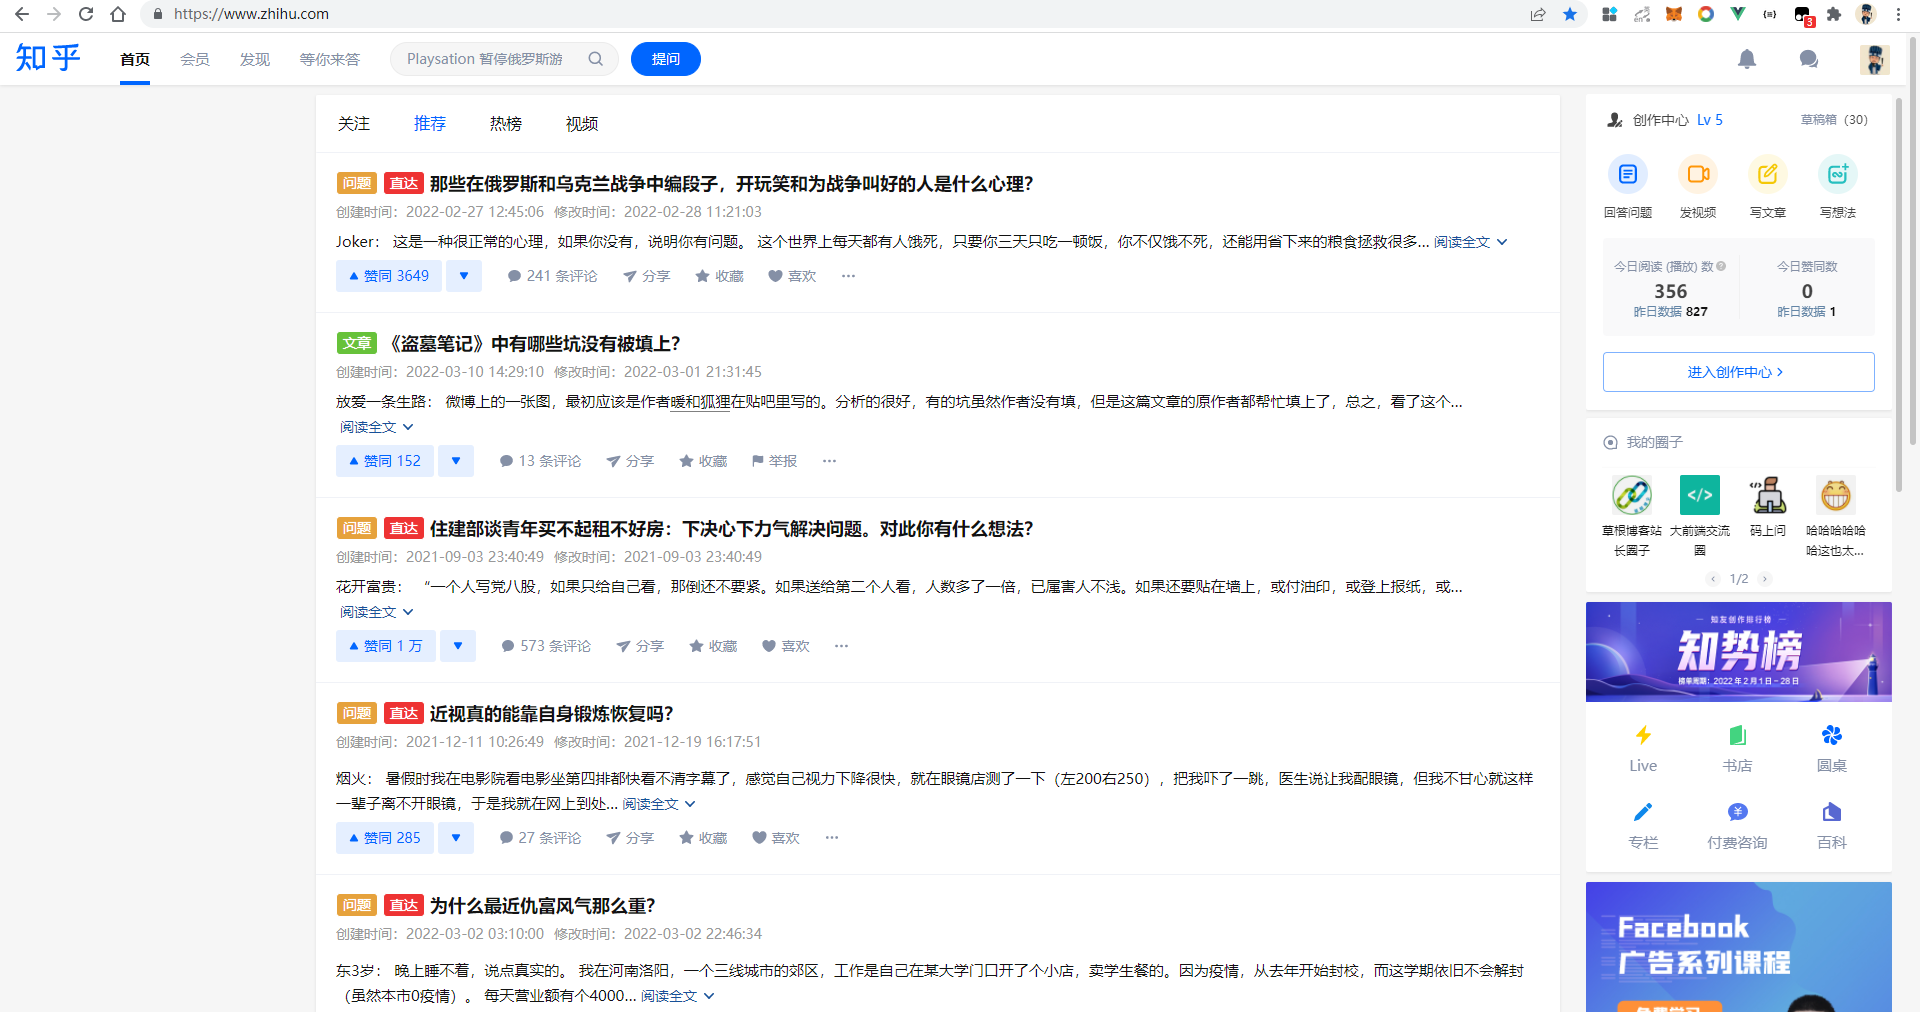 https://www.zhihu.com
3
知乎 首页 会员 发现 等你来答 Playsation 暂停俄罗斯游 提问
关注 推荐 热榜 视频
问题 直达 那些在俄罗斯和乌克兰战争中编段子，开玩笑和为战争叫好的人是什么心理？
创建时间：2022-02-27 12:45:06 修改时间：2022-02-28 11:21:03
Joker： 这是一种很正常的心理，如果你没有，说明你有问题。 这个世界上每天都有人饿死，只要你三天只吃一顿饭，你不仅饿不死，还能用省下来的粮食拯救很多... 阅读全文
赞同 3649 241 条评论 分享 收藏 喜欢 ···
文章 《盗墓笔记》中有哪些坑没有被填上？
创建时间：2022-03-10 14:29:10 修改时间：2022-03-01 21:31:45
放爱一条生路： 微博上的一张图，最初应该是作者暖和狐狸在贴吧里写的。分析的很好，有的坑虽然作者没有填，但是这篇文章的原作者都帮忙填上了，总之，看了这个...
阅读全文
赞同 152 13 条评论 分享 收藏 举报 ···
问题 直达 住建部谈青年买不起租不好房：下决心下力气解决问题。对此你有什么想法？
创建时间：2021-09-03 23:40:49 修改时间：2021-09-03 23:40:49
花开富贵： “一个人写党八股，如果只给自己看，那倒还不要紧。如果送给第二个人看，人数多了一倍，已属害人不浅。如果还要贴在墙上，或付油印，或登上报纸，或...
阅读全文
赞同 1 万 573 条评论 分享 收藏 喜欢 ···
问题 直达 近视真的能靠自身锻炼恢复吗？
创建时间：2021-12-11 10:26:49 修改时间：2021-12-19 16:17:51
烟火： 暑假时我在电影院看电影坐第四排都快看不清字幕了，感觉自己视力下降很快，就在眼镜店测了一下（左200右250），把我吓了一跳，医生说让我配眼镜，但我不甘心就这样
一辈子离不开眼镜，于是我就在网上到处... 阅读全文
赞同 285 27 条评论 分享 收藏 喜欢 ···
问题 直达 为什么最近仇富风气那么重？
创建时间：2022-03-02 03:10:00 修改时间：2022-03-02 22:46:34
东3岁： 晚上睡不着，说点真实的。 我在河南洛阳，一个三线城市的郊区，工作是自己在某大学门口开了个小店，卖学生餐的。因为疫情，从去年开始封校，而这学期依旧不会解封
（虽然本市0疫情）。 每天营业额有个4000... 阅读全文
创作中心 Lv 5 草稿箱 (30)
回答问题 发视频 写文章 写想法
今日阅读 (播放) 数 今日赞同数
356 0
昨日数据 827 昨日数据 1
进入创作中心 >
我的圈子
草根博客站 大前端交流 码上问 哈哈哈哈哈
长圈子 圈 哈这也太...
1/2
知友创作排行榜
知势榜
榜单周期：2022年2月1日-28日
Live 书店 圆桌
专栏 付费咨询 百科
Facebook
广告系列课程